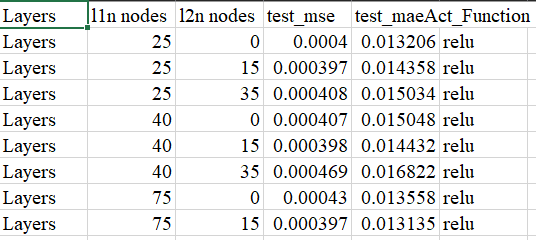 Layers l1n nodes l2n nodes test_mse test_maeAct_Function
Layers 25 0 0.0004 0.013206 relu
Layers 25 15 0.000397 0.014358 relu
Layers 25 35 0.000408 0.015034 relu
Layers 40 0 0.000407 0.015048 relu
Layers 40 15 0.000398 0.014432 relu
Layers 40 35 0.000469 0.016822 relu
Layers 75 0 0.00043 0.013558 relu
Layers 75 15 0.000397 0.013135 relu